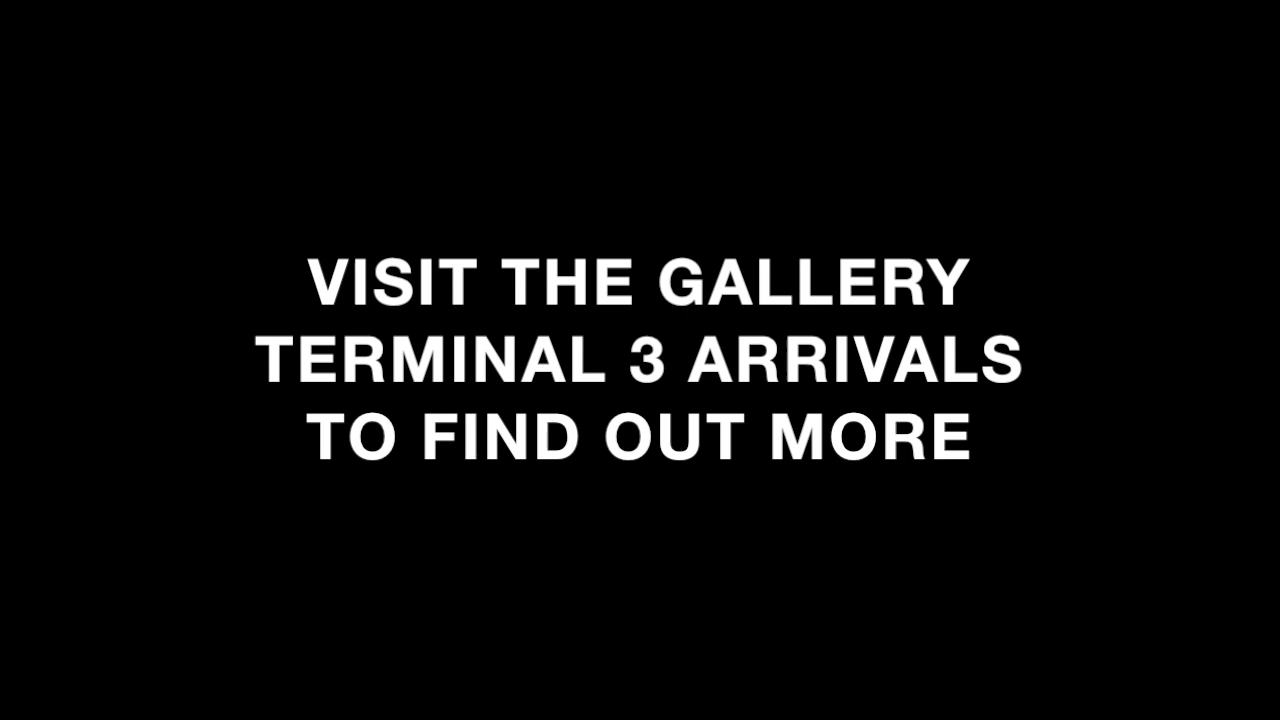 VISIT THE GALLERY
TERMINAL 3 ARRIVALS
TO FIND OUT MORE